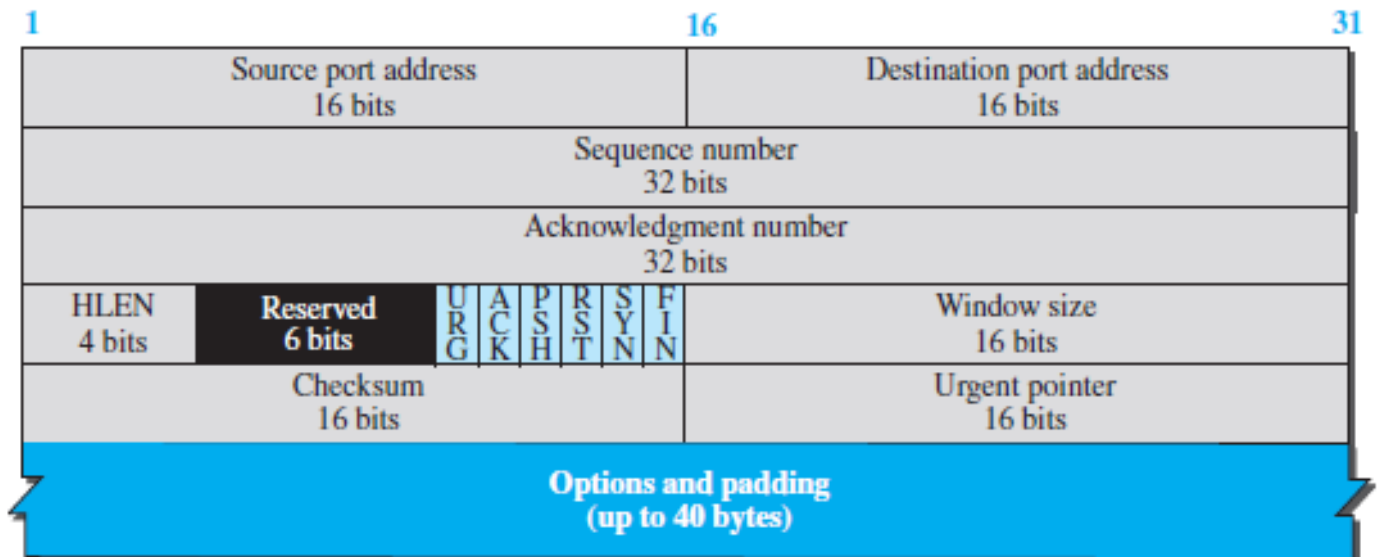 1 16 31
Source port address Destination port address
16 bits 16 bits
Sequence number
32 bits
Acknowledgment number
32 bits
HLEN Reserved URG ACK PSH RST SYN FIN Window size
4 bits 6 bits 16 bits
Checksum Urgent pointer
16 bits 16 bits
Options and padding
(up to 40 bytes)